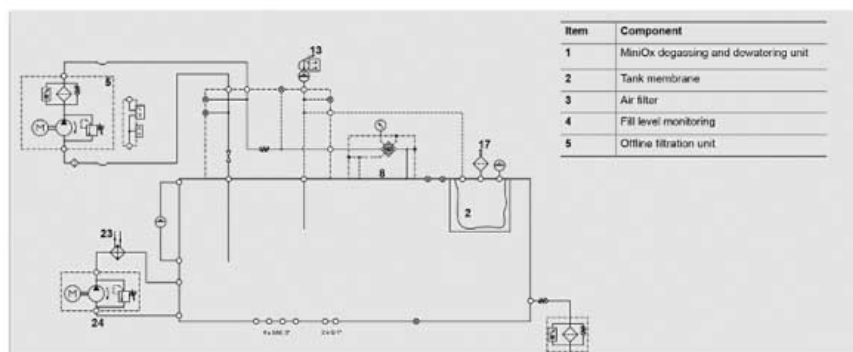 13
5
M
17
8
2
23
M
24
Item Component
1 MiniOx degassing and dewatering unit
2 Tank membrane
3 Air filter
4 Fill level monitoring
5 Offline filtration unit